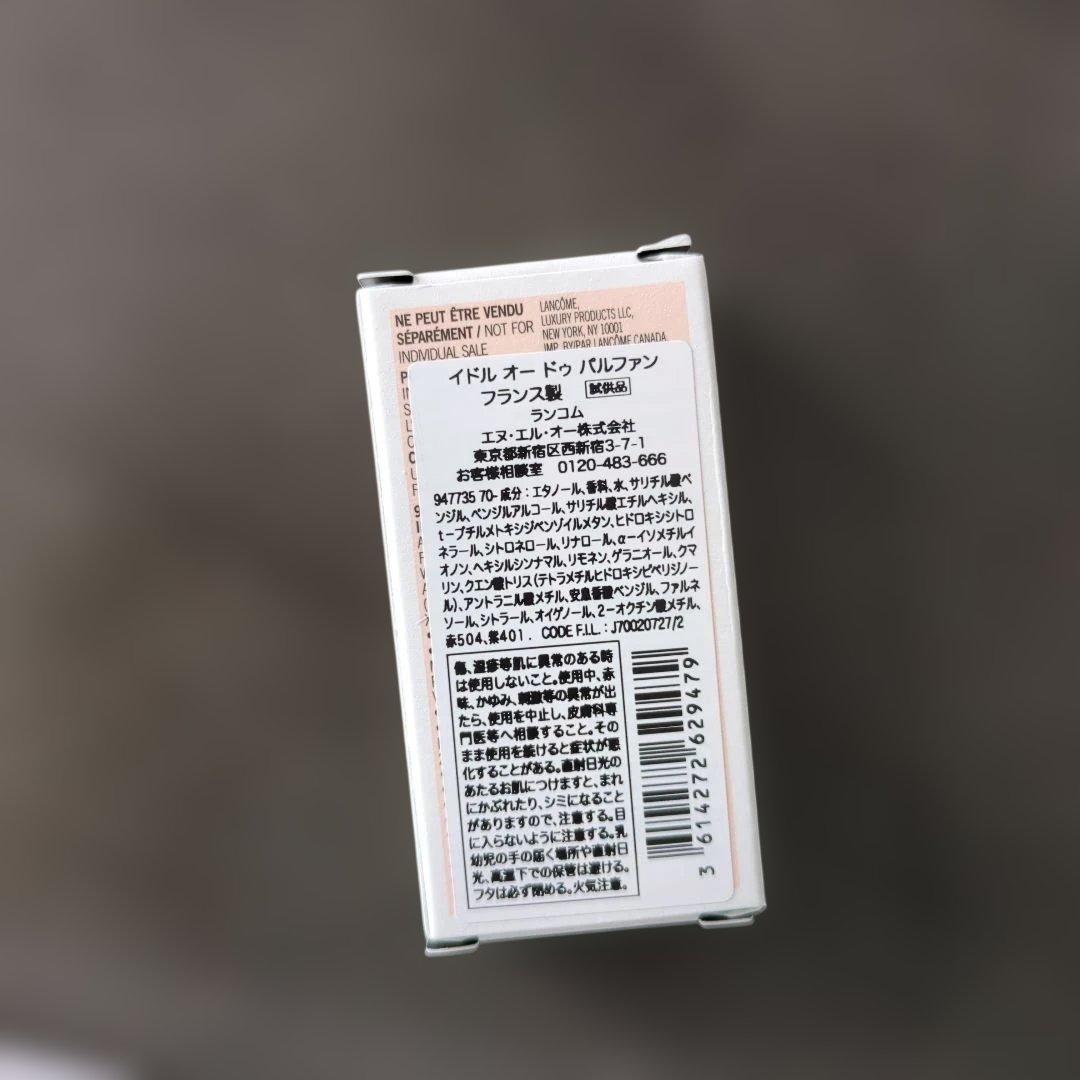 NE PEUT ÊTRE VENDU
SÉPARÉMENT / NOT FOR
INDIVIDUAL SALE
LANCÔME,
LUXURY PRODUCTS LLC,
NEW YORK, NY 10001
IMP. BY/PAR LANCÔME CANADA,
イドル オー ドゥ パルファン
フランス製 試供品
ランコム
エヌ・エル・オー株式会社
東京都新宿区西新宿3-7-1
お客様相談室 0120-483-666
947735 70- 成分：エタノール、香料、水、サリチル酸ベ
ンジル、ベンジルアルコール、サリチル酸エチルヘキシル、
t-ブチルメトキシジベンゾイルメタン、ヒドロキシシトロ
ネラール、シトロネロール、リナロール、α-イソメチルイ
オノン、ヘキシルシンナマル、リモネン、ゲラニオール、クマ
リン、クエン酸トリス(テトラメチルヒドロキシピペリジノー
ル)、アントラニル酸メチル、安息香酸ベンジル、ファルネ
ソール、シトラール、オイゲノール、2-オクチン酸メチル、
赤504、紫401. CODE F.I.L. : J70020727/2
傷、湿疹等肌に異常のある時
は使用しないこと。使用中、赤
味、かゆみ、刺激等の異常が出
たら、使用を中止し、皮膚科専
門医等へ相談すること。その
まま使用を続けると症状が悪
化することがある。直射日光の
あたるお肌につけますと、まれ
にかぶれたり、シミになること
がありますので、注意する。目
に入らないように注意する。乳
幼児の手の届く場所や直射日
光、高温下での保管は避ける。
フタは必ず閉める。火気注意。
3 614272 629479